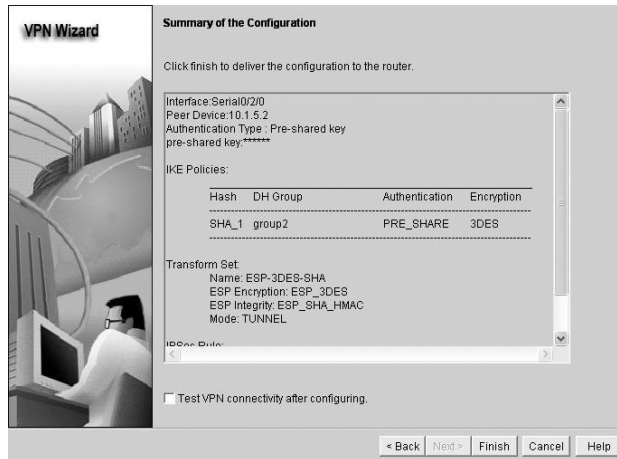 VPN Wizard
Summary of the Configuration
Click finish to deliver the configuration to the router.
Interface:Serial0/2/0
Peer Device:10.1.5.2
Authentication Type : Pre-shared key
pre-shared key:******
IKE Policies:
Hash DH Group Authentication Encryption
SHA_1 group2 PRE_SHARE 3DES
Transform Set:
Name: ESP-3DES-SHA
ESP Encryption: ESP_3DES
ESP Integrity: ESP_SHA_HMAC
Mode: TUNNEL
IPSec Rule:
Test VPN connectivity after configuring.
< Back Next > Finish Cancel Help